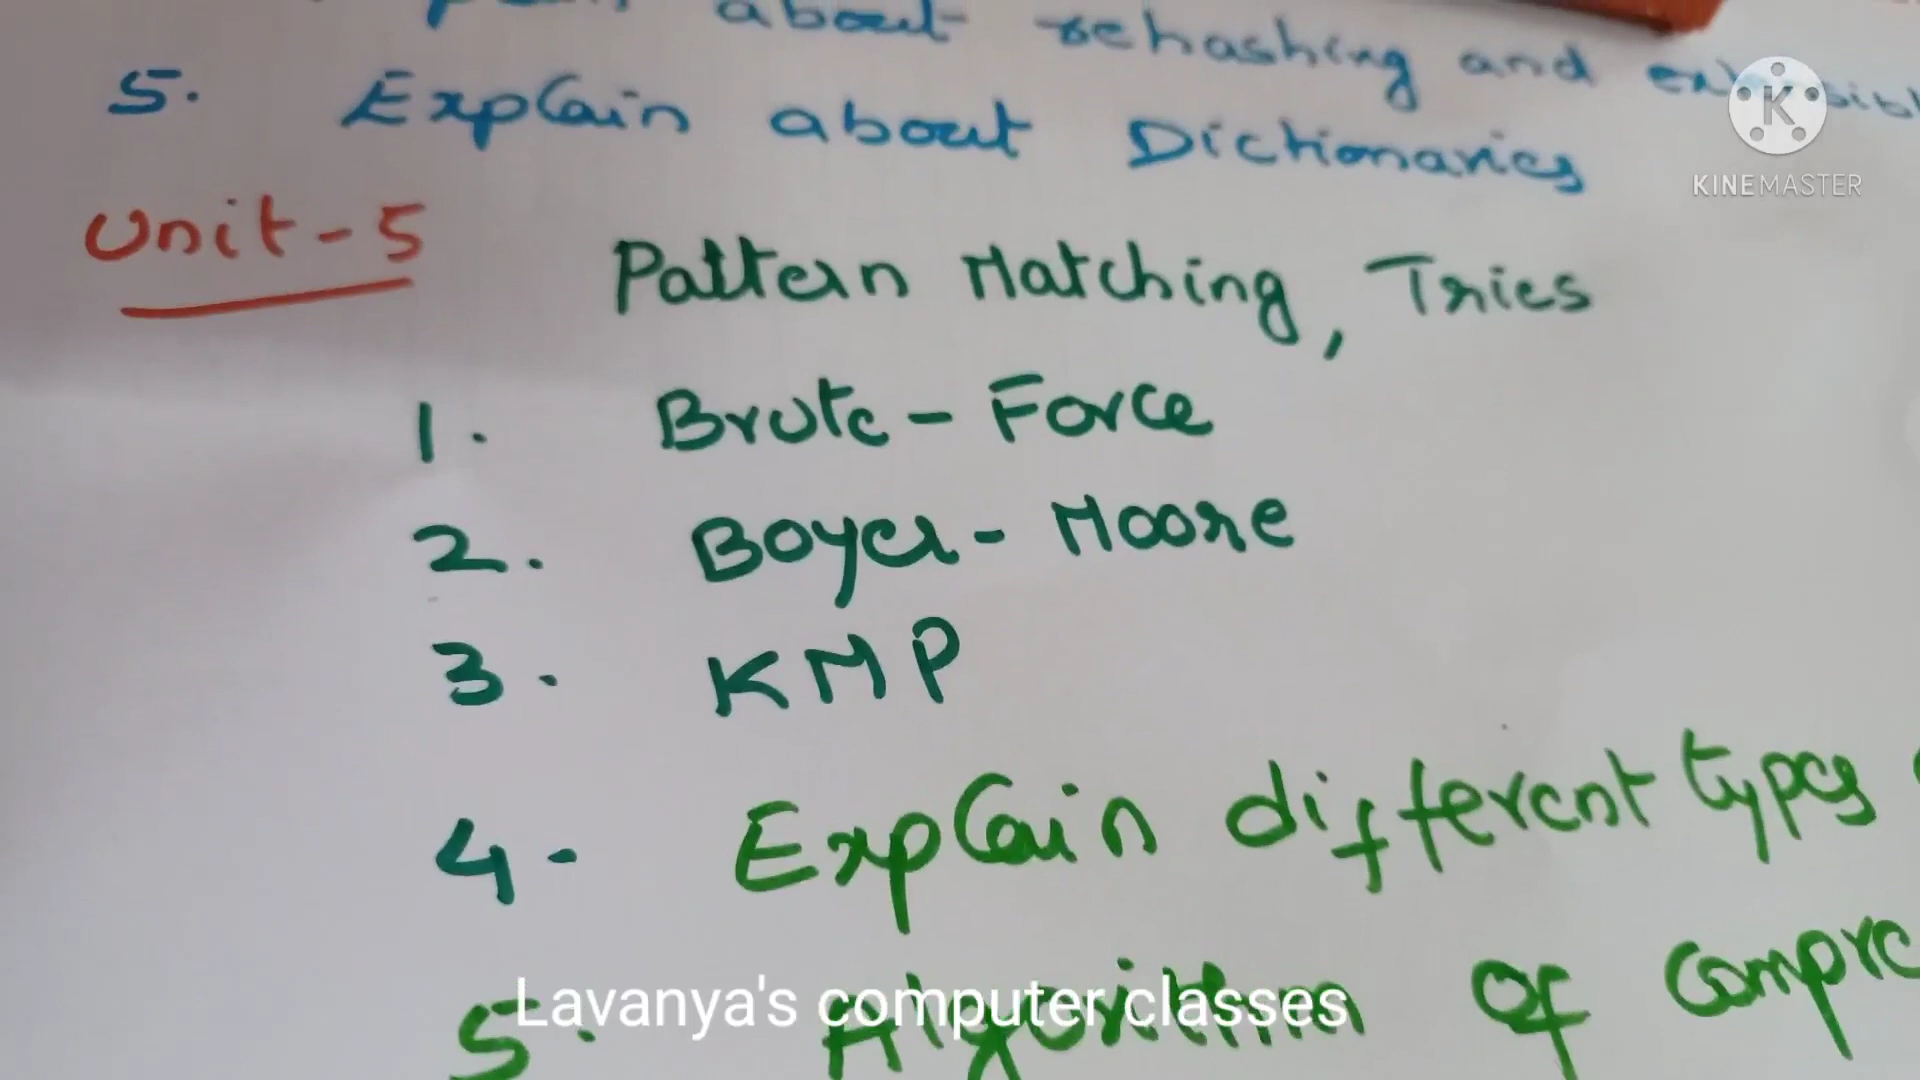 about rehashing and
5. Explain about Dictionaries
Unit-5 Pattern Matching, Tries
1. Brute-Force
2. Boyer-Moore
3. KMP
4. Explain different types
5. Algorithm of
KINEMASTER
Lavanya's computer classes